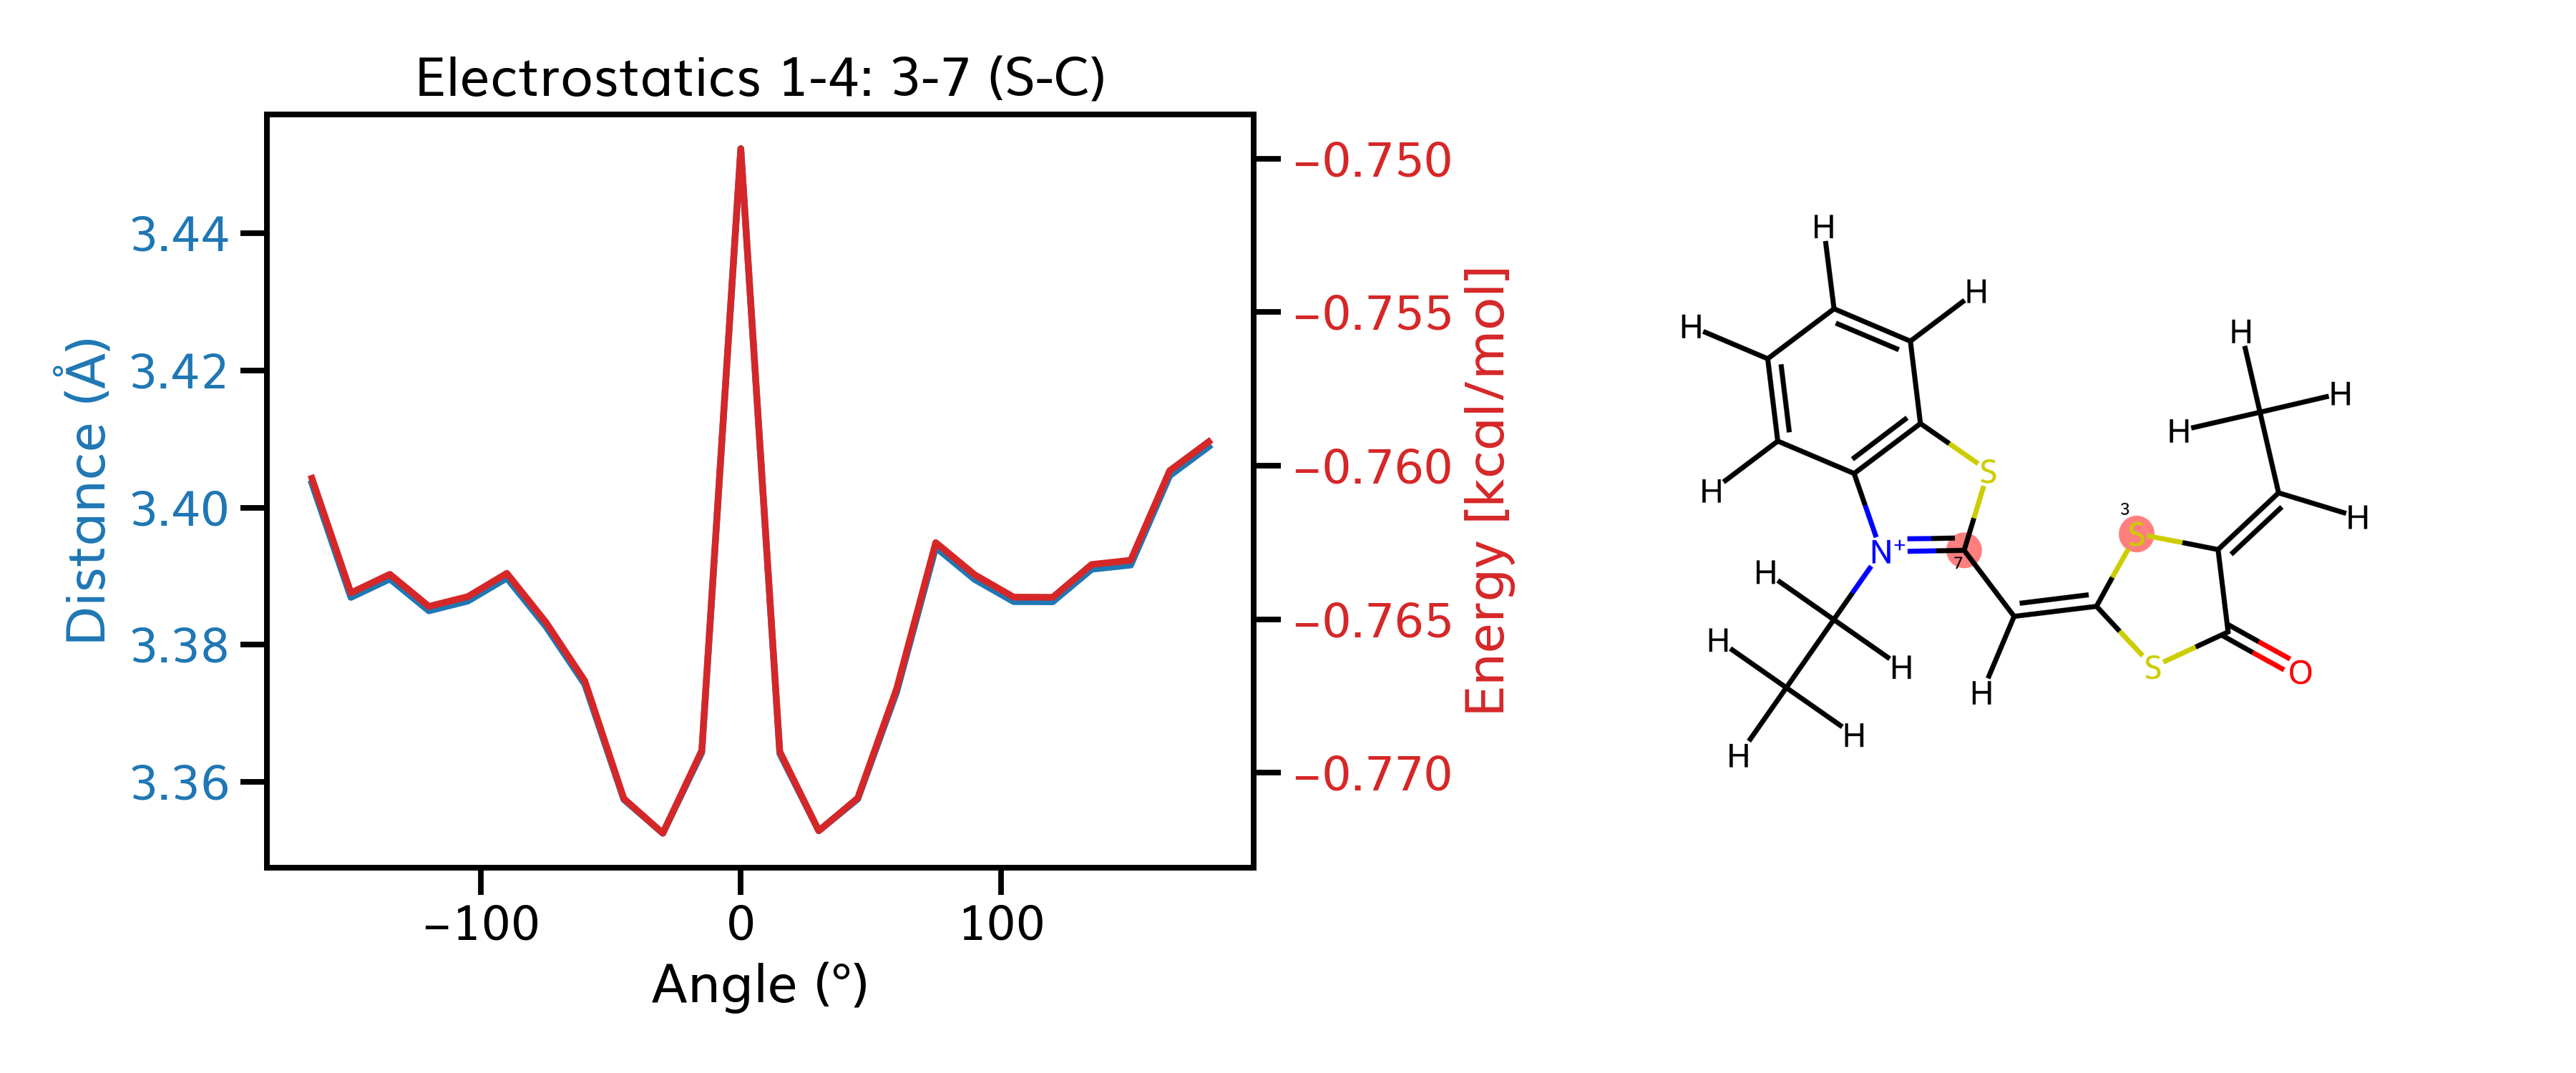 Electrostatics 1-4: 3-7 (S-C)
Distance (Å)
3.44
3.42
3.40
3.38
3.36
−100
0
100
Angle (°)
−0.750
−0.755
−0.760
−0.765
−0.770
Energy [kcal/mol]
H
H
H
H
H
H
H
S
H
3
S
H
N+
7
H
H
H
S
O
H
H
H